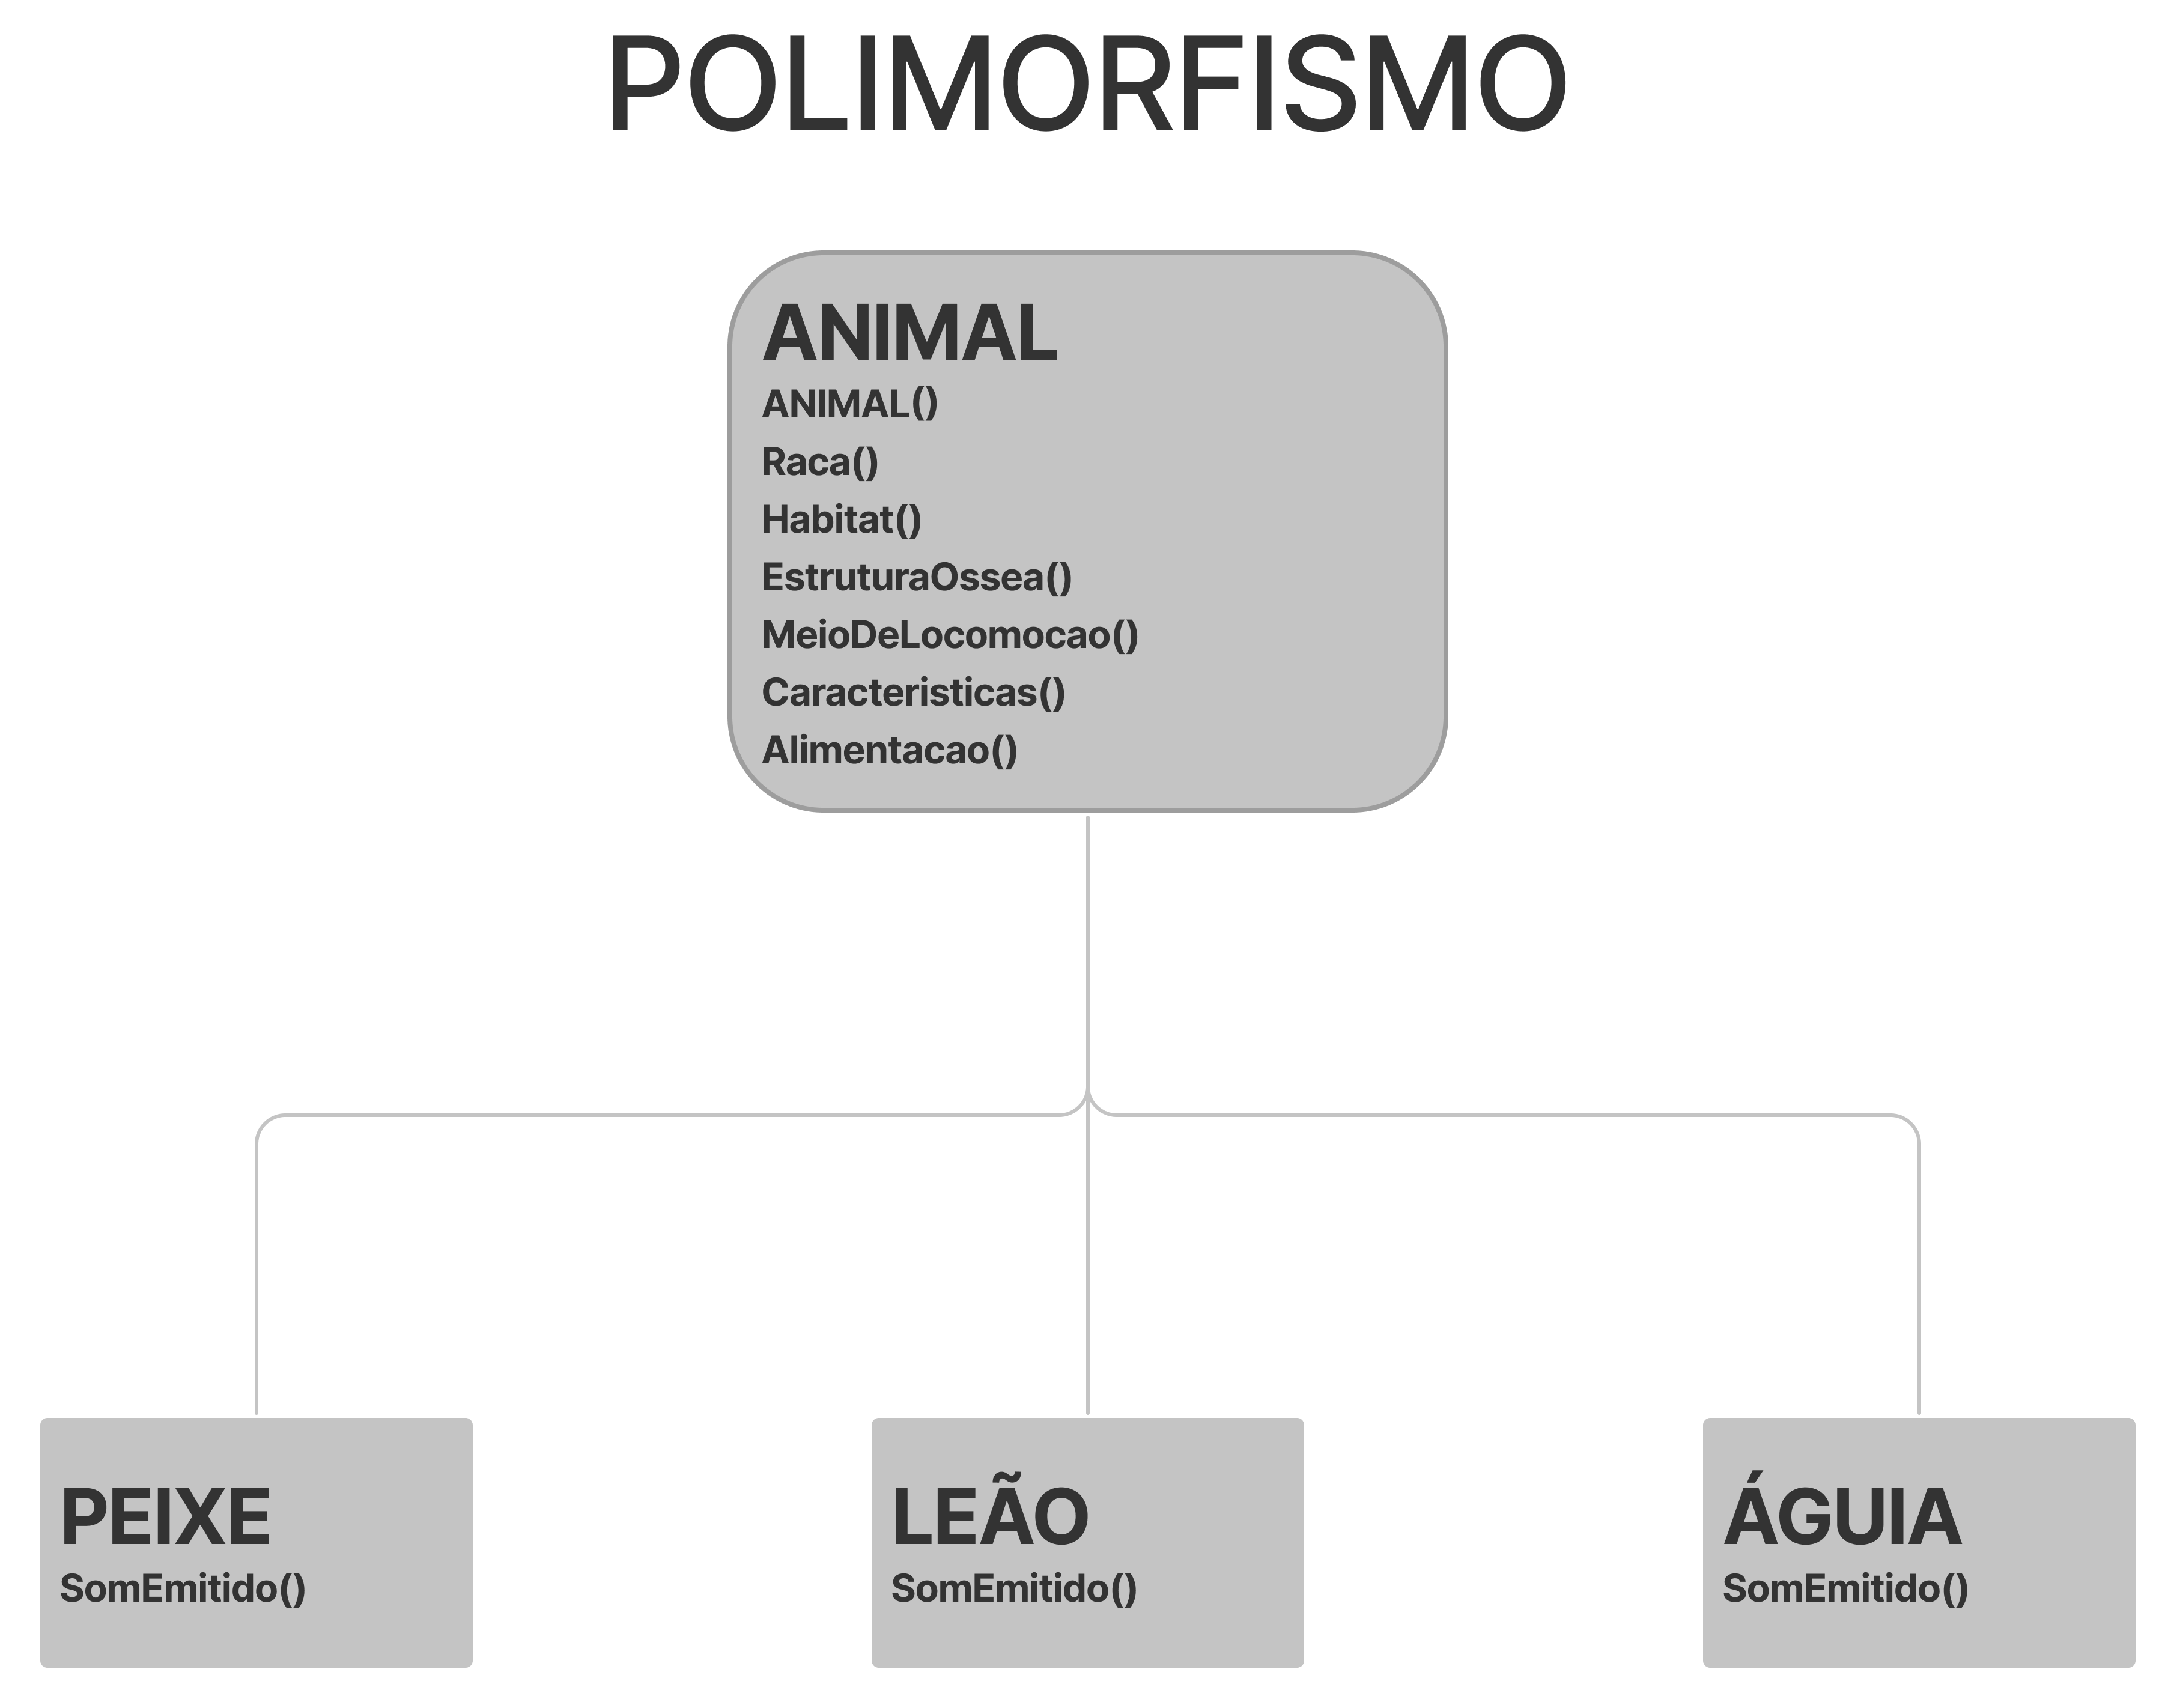 POLIMORFISMO
ANIMAL
ANIMAL()
Raca()
Habitat()
EstruturaOssea()
MeioDeLocomocao()
Caracteristicas()
Alimentacao()
PEIXE
SomEmitido()
LEÃO
SomEmitido()
ÁGUIA
SomEmitido()